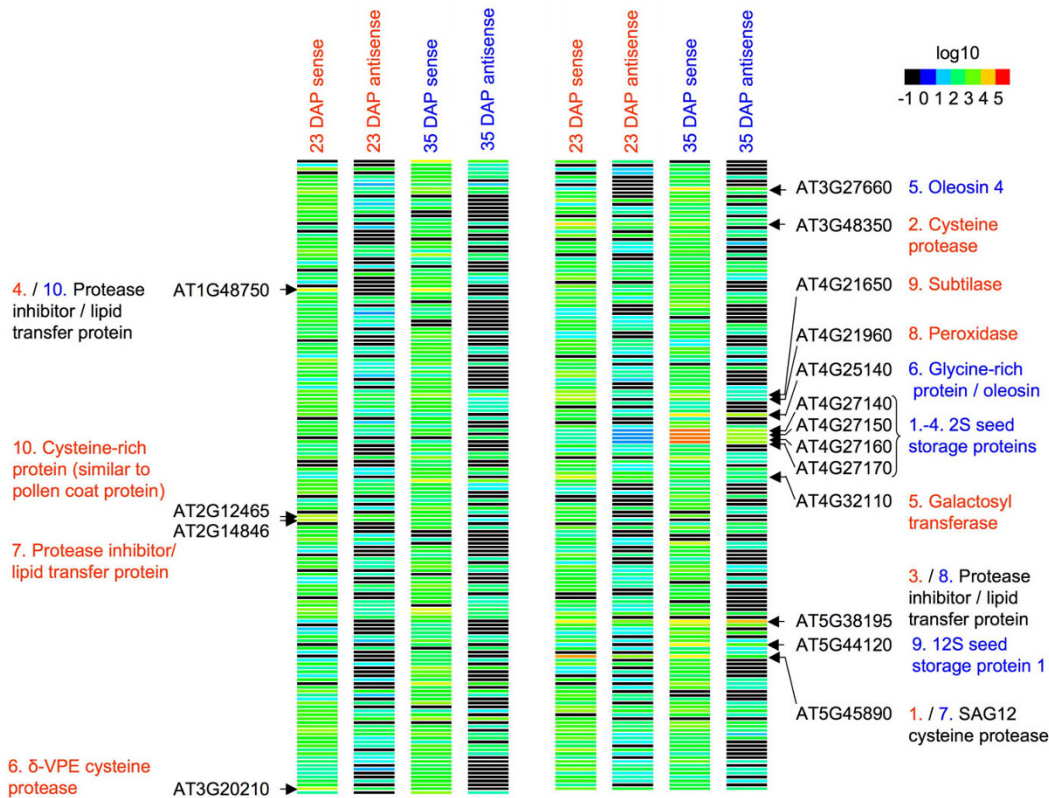 log10
-1 0 1 2 3 4 5
23 DAP sense
23 DAP antisense
35 DAP sense
35 DAP antisense
23 DAP sense
23 DAP antisense
35 DAP sense
35 DAP antisense
4. / 10. Protease
inhibitor / lipid
transfer protein
AT1G48750
10. Cysteine-rich
protein (similar to
pollen coat protein)
AT2G12465
AT2G14846
7. Protease inhibitor/
lipid transfer protein
6. δ-VPE cysteine
protease
AT3G20210
AT3G27660
5. Oleosin 4
AT3G48350
2. Cysteine
protease
AT4G21650
9. Subtilase
AT4G21960
8. Peroxidase
AT4G25140
6. Glycine-rich
protein / oleosin
AT4G27140
AT4G27150
AT4G27160
AT4G27170
1.-4. 2S seed
storage proteins
AT4G32110
5. Galactosyl
transferase
3. / 8. Protease
inhibitor / lipid
transfer protein
AT5G38195
AT5G44120
9. 12S seed
storage protein 1
AT5G45890
1. / 7. SAG12
cysteine protease